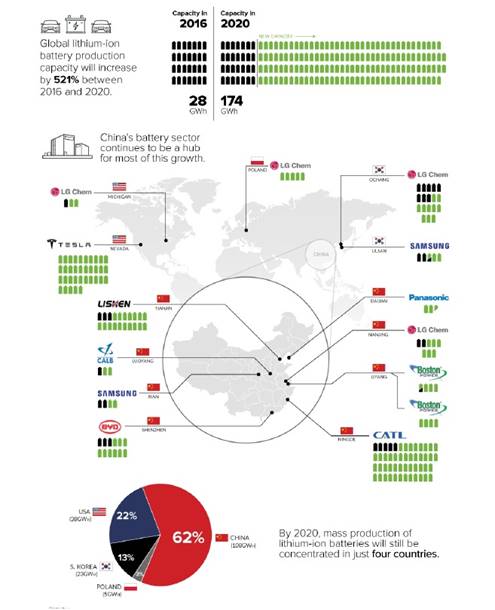 Capacity in
2016
Capacity in
2020
NEW CAPACITY
Global lithium-ion
battery production
capacity will increase
by 521% between
2016 and 2020.
28
GWh
174
GWh
China's battery sector
continues to be a hub
for most of this growth.
LG Chem
MICHIGAN
POLAND
LG Chem
OCHANG
LG Chem
TESLA
NEVADA
ULSAN
SAMSUNG
CHINA
LISHEN
TIANJIN
DALIAN
Panasonic
NANJING
LG Chem
CALB
LUOYANG
LIYANG
Boston
POWER
SAMSUNG
XIAN
Boston
POWER
BYD
SHENZHEN
NINGDE
CATL
USA
22%
62%
CHINA
13%
S. KOREA
(23GWh)
POLAND
(5GWh)
By 2020, mass production of
lithium-ion batteries will still be
concentrated in just four countries.